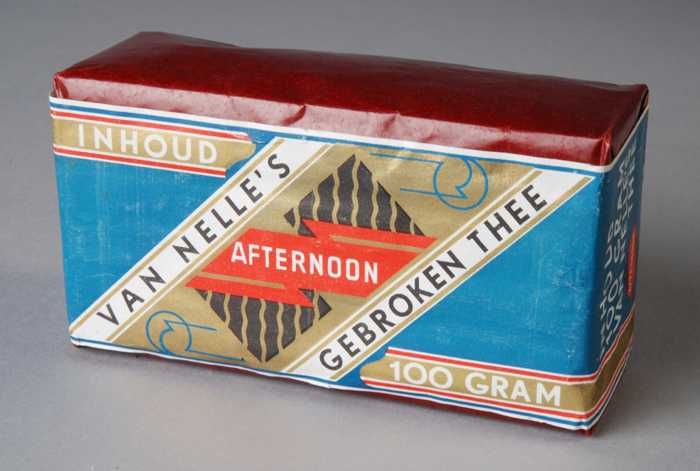 INHOUD
VAN NELLE'S
AFTERNOON
GEBROKEN THEE
100 GRAM